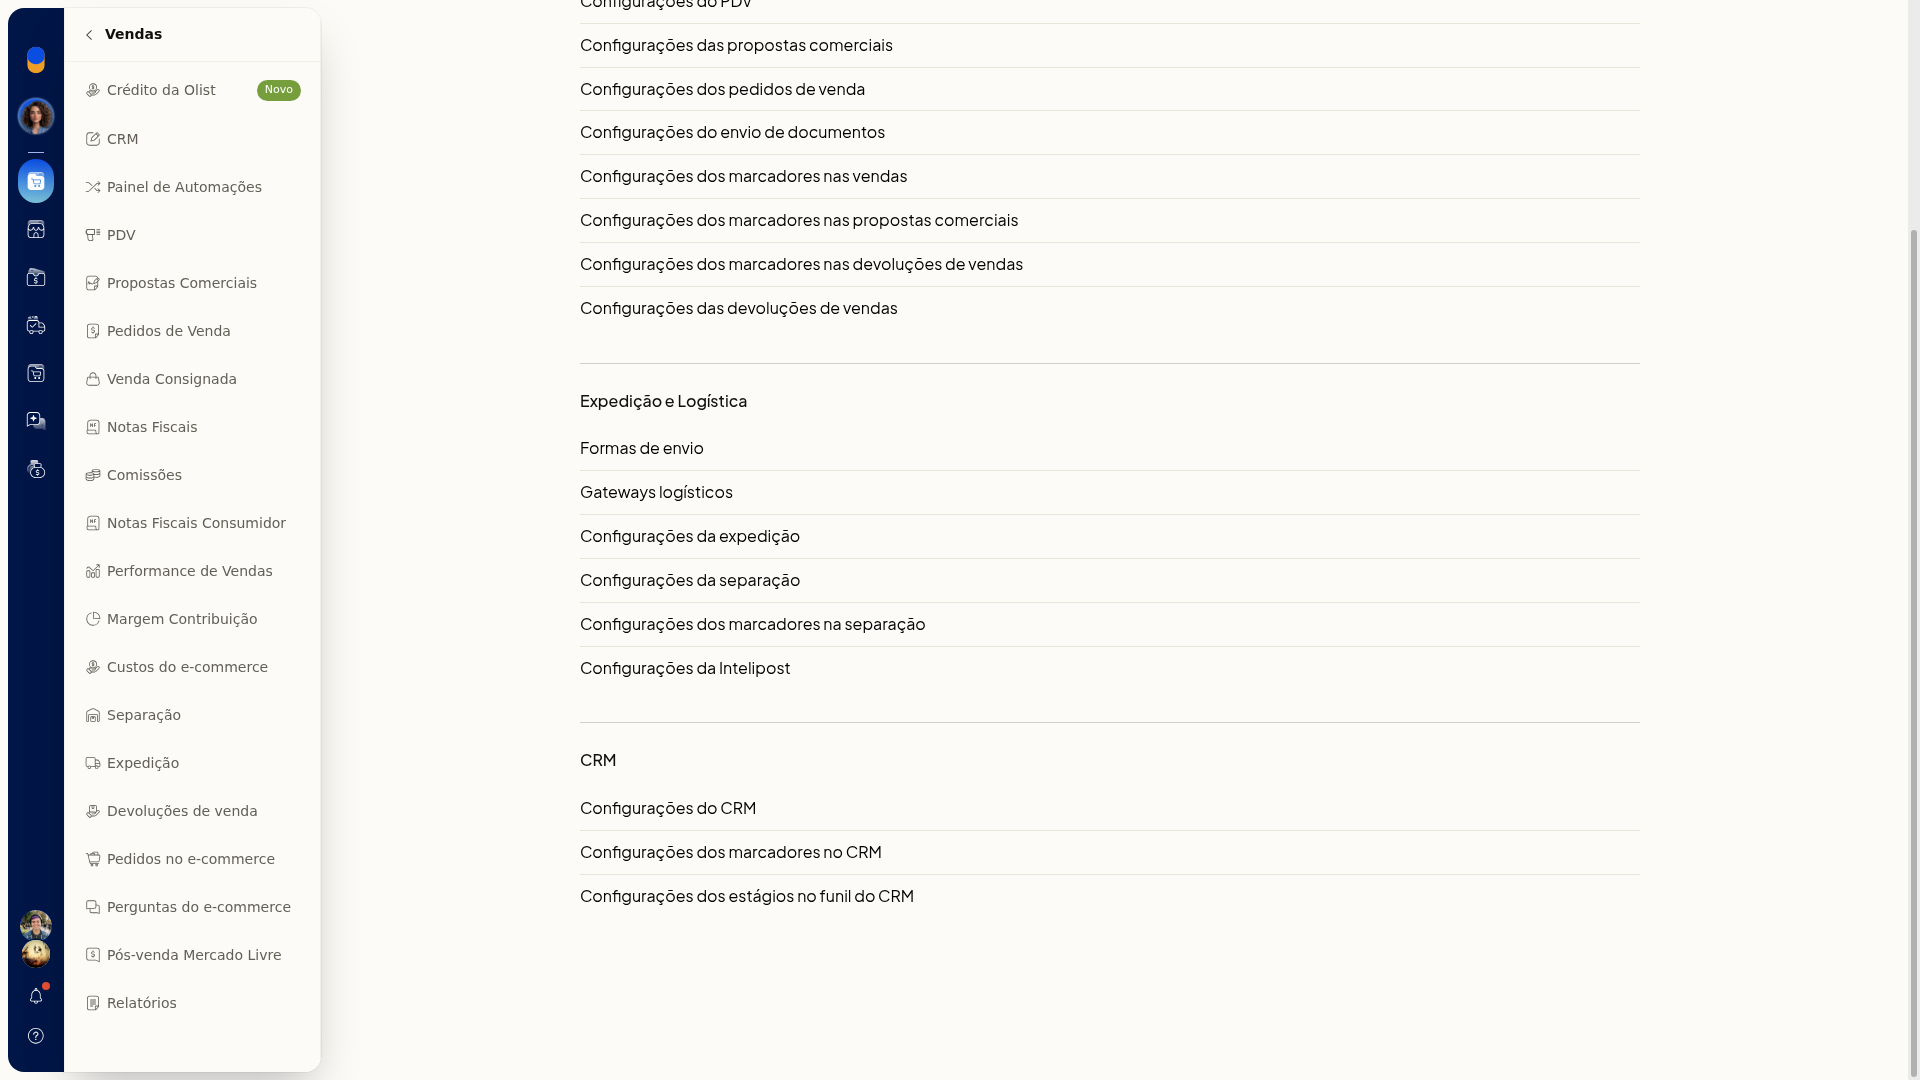 Vendas
Crédito da Olist
Novo
CRM
Painel de Automações
PDV
Propostas Comerciais
Pedidos de Venda
Venda Consignada
Notas Fiscais
Comissões
Notas Fiscais Consumidor
Performance de Vendas
Margem Contribuição
Custos do e-commerce
Separação
Expedição
Devoluções de venda
Pedidos no e-commerce
Perguntas do e-commerce
Pós-venda Mercado Livre
Relatórios
Configurações do PDV
Configurações das propostas comerciais
Configurações dos pedidos de venda
Configurações do envio de documentos
Configurações dos marcadores nas vendas
Configurações dos marcadores nas propostas comerciais
Configurações dos marcadores nas devoluções de vendas
Configurações das devoluções de vendas
Expedição e Logística
Formas de envio
Gateways logísticos
Configurações da expedição
Configurações da separação
Configurações dos marcadores na separação
Configurações da Intelipost
CRM
Configurações do CRM
Configurações dos marcadores no CRM
Configurações dos estágios no funil do CRM